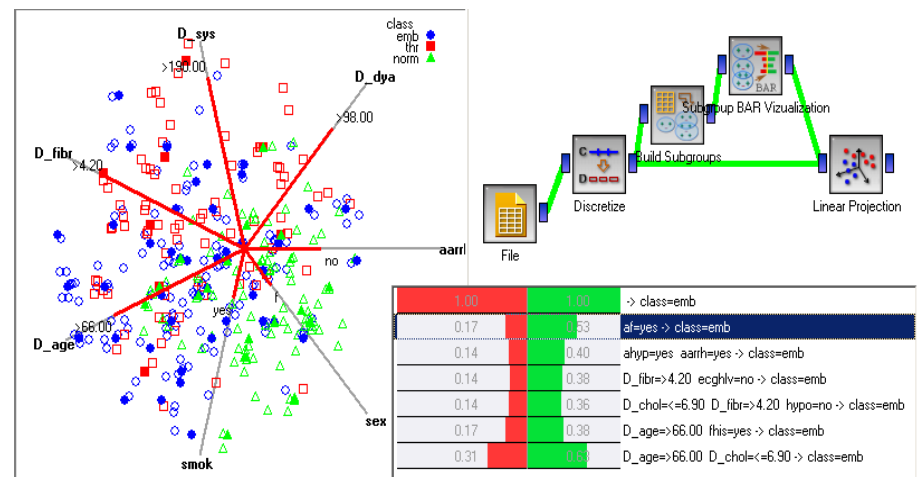 class
emb
thr
norm
D_sys
>190.00
D_dya
>98.00
D_fibr
>4.20
no
yes
>66.00
D_age
sex
smok
File
Discretize
Build Subgroups
Subgroup BAR Vizualization
BAR
C
D
Linear Projection
1.00 1.00 -> class=emb
0.17 0.53 af=yes -> class=emb
0.14 0.40 ahyp=yes aarrh=yes -> class=emb
0.14 0.38 D_fibr=>4.20 ecghlv=no -> class=emb
0.14 0.36 D_chol=<=6.90 D_fibr=>4.20 hypo=no -> class=emb
0.17 0.38 D_age=>66.00 fhis=yes -> class=emb
0.31 0.63 D_age=>66.00 D_chol=<=6.90 -> class=emb